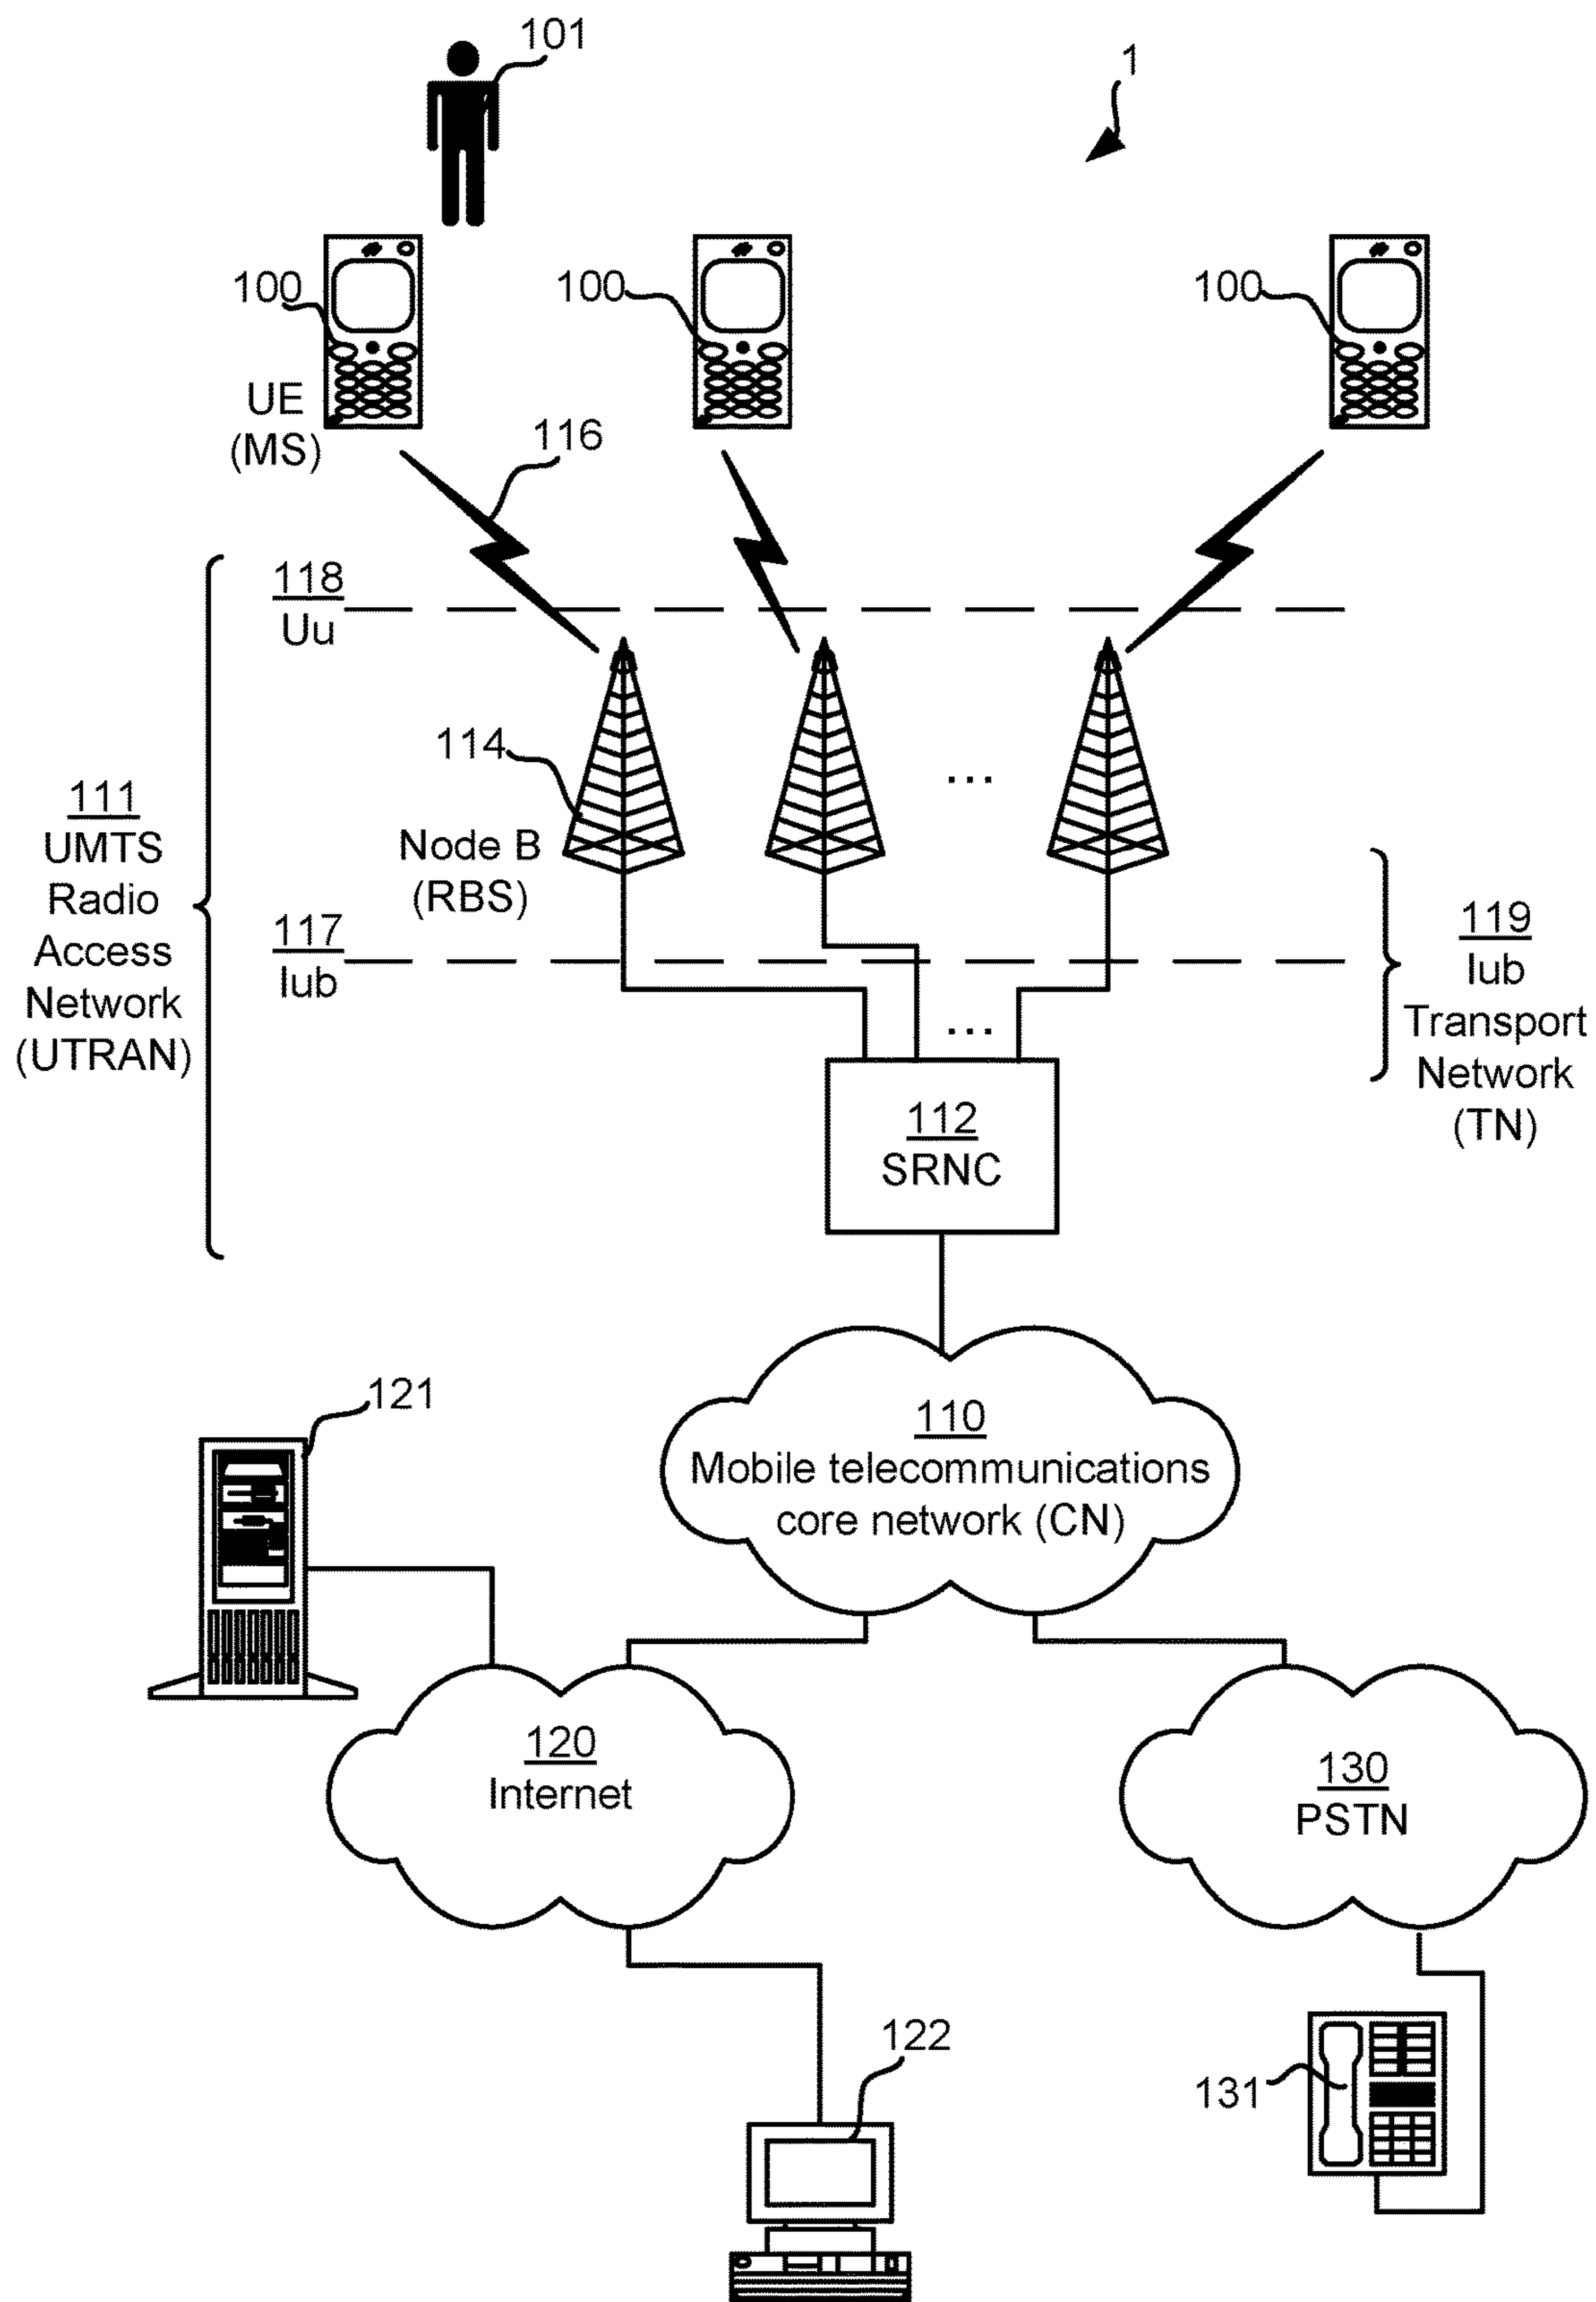 101
1
100
100
100
UE
(MS)
116
118
Uu
114
Node B
(RBS)
...
111
UMTS
Radio
Access
Network
(UTRAN)
117
Iub
...
119
Iub
Transport
Network
(TN)
112
SRNC
110
Mobile telecommunications
core network (CN)
121
120
Internet
130
PSTN
122
131